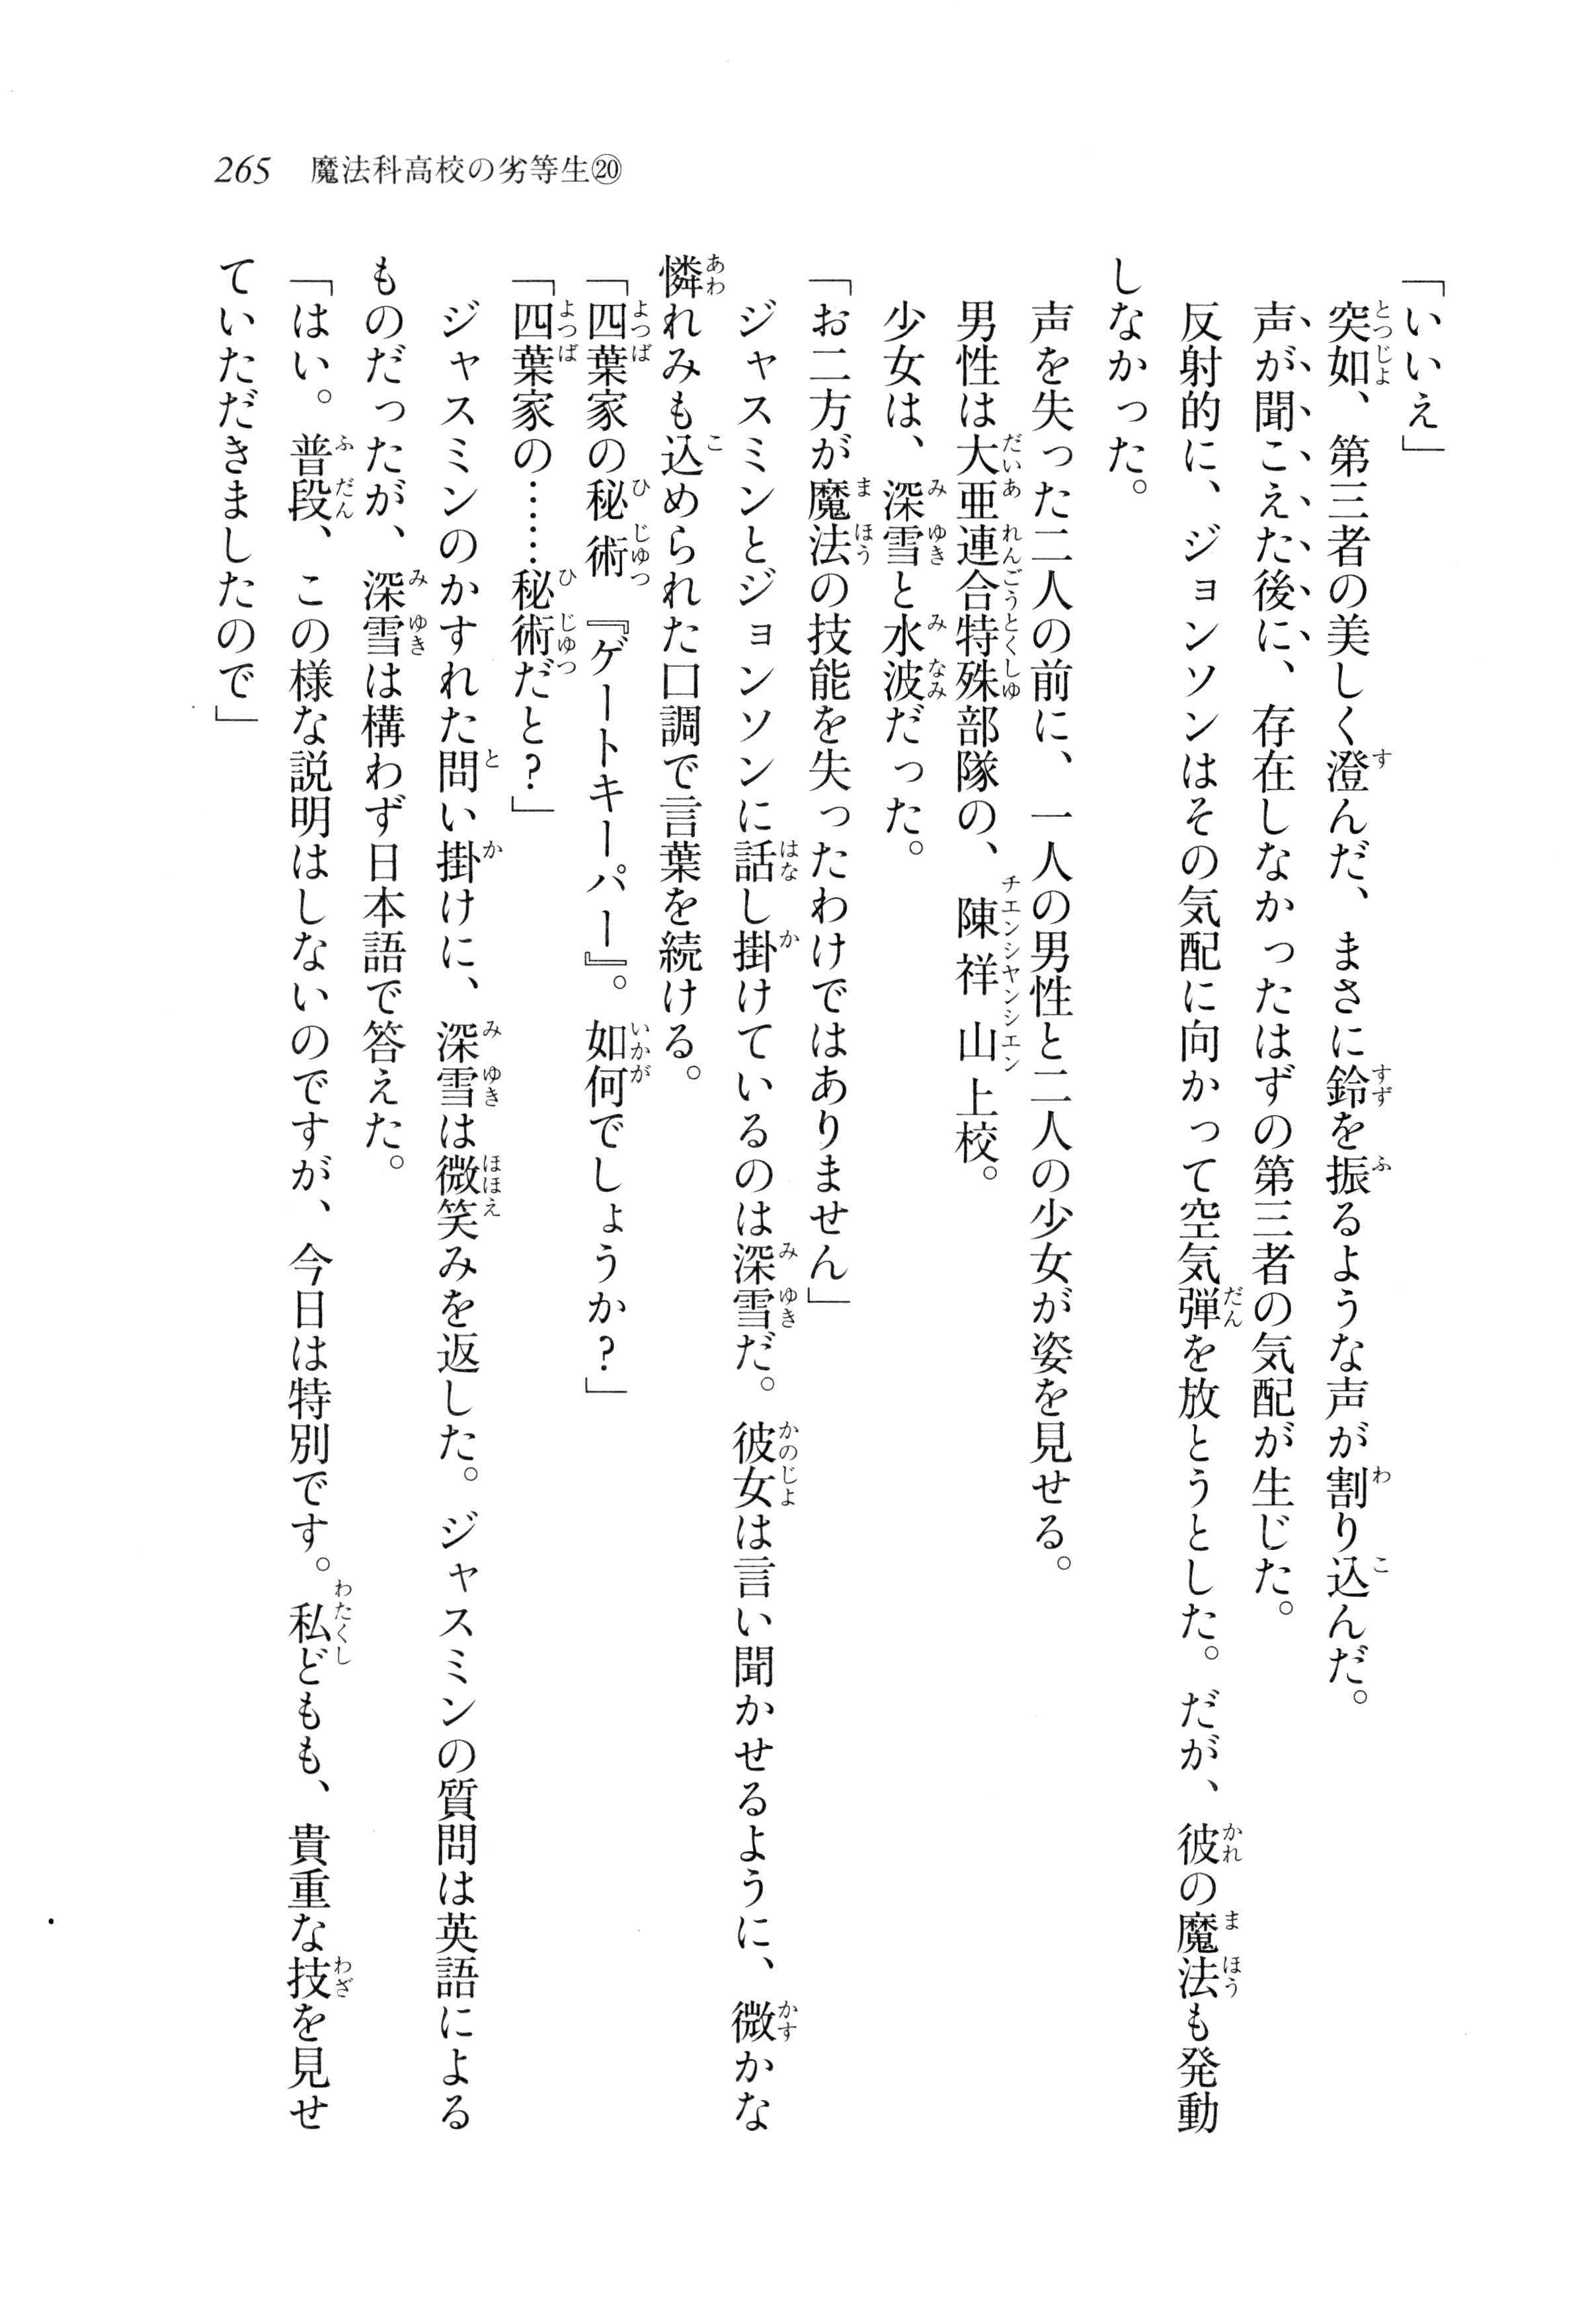 265 魔法科高校の劣等生⑳
「いいえ」
　突如、第三者の美しく澄んだ、まさに鈴を振るような声が割り込んだ。
　声が聞こえた後に、存在しなかったはずの第三者の気配が生じた。
　反射的に、ジョンソンはその気配に向かって空気弾を放とうとした。だが、彼の魔法も発動
しなかった。
　声を失った二人の前に、一人の男性と二人の少女が姿を見せる。
　男性は大亜連合特殊部隊の、陳祥山上校。
　少女は、深雪と水波だった。
「お二方が魔法の技能を失ったわけではありません」
　ジャスミンとジョンソンに話し掛けているのは深雪だ。彼女は言い聞かせるように、微かな
憐れみも込められた口調で言葉を続ける。
「四葉家の秘術『ゲートキーパー』。如何でしょうか？」
「四葉家の……秘術だと？」
　ジャスミンのかすれた問い掛けに、深雪は微笑みを返した。ジャスミンの質問は英語による
ものだったが、深雪は構わず日本語で答えた。
「はい。普段、この様な説明はしないのですが、今日は特別です。私どもも、貴重な技を見せ
ていただきましたので」